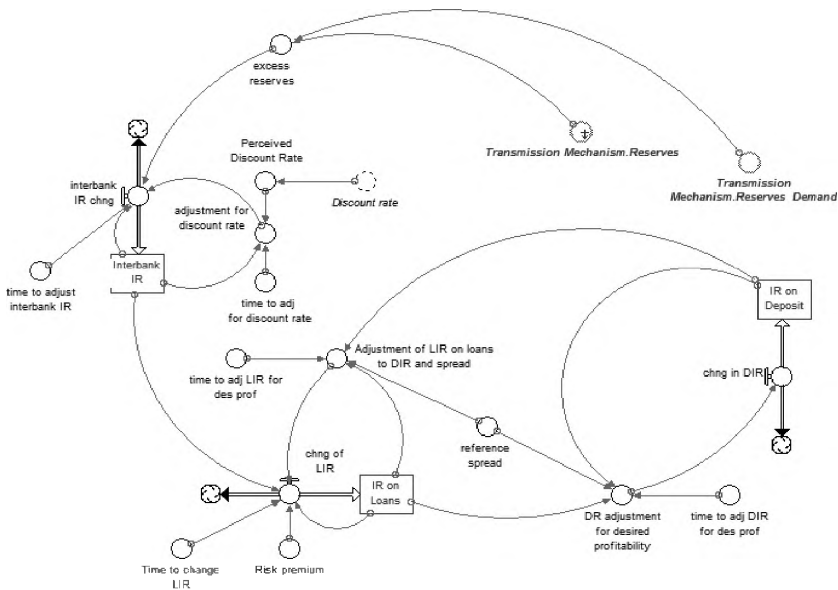 excess
reserves
Transmission Mechanism.Reserves
Perceived
Discount Rate
Transmission
Mechanism.Reserves Demand
interbank
IR chng
adjustment for
discount rate
Discount rate
Interbank
IR
time to adjust
interbank IR
time to adj
for discount rate
IR on
Deposit
Adjustment of LIR on loans
to DIR and spread
time to adj LIR for
des prof
chng in DIR
reference
spread
chng of
LIR
IR on
Loans
DR adjustment
for desired
profitability
time to adj DIR
for des prof
Time to change
LIR
Risk premium